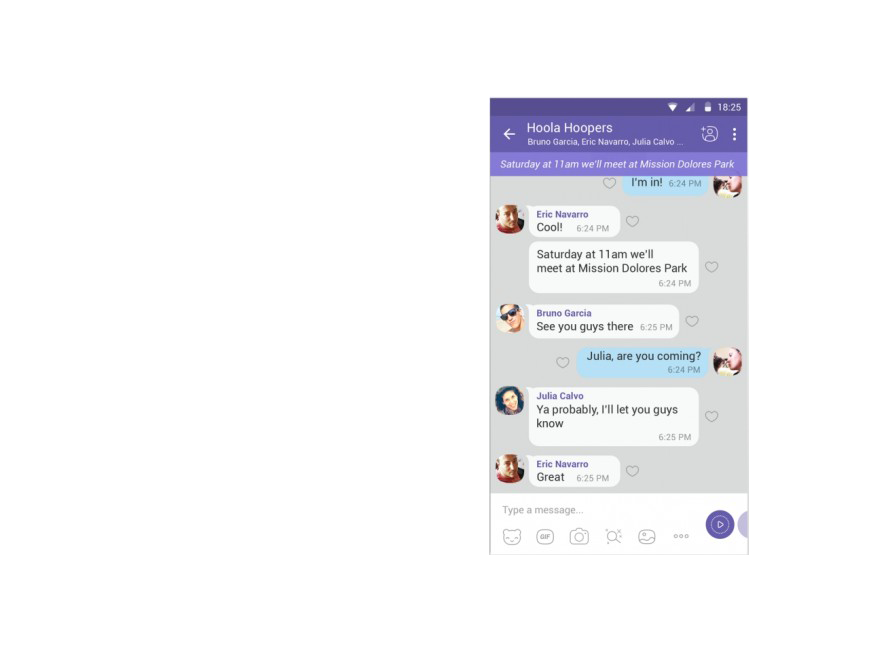 18:25
Hoola Hoopers
Bruno Garcia, Eric Navarro, Julia Calvo ...
Saturday at 11am we'll meet at Mission Dolores Park
I'm in! 6:24 PM
Eric Navarro
Cool! 6:24 PM
Saturday at 11am we'll
meet at Mission Dolores Park
6:24 PM
Bruno Garcia
See you guys there 6:25 PM
Julia, are you coming?
6:24 PM
Julia Calvo
Ya probably, I'll let you guys
know
6:25 PM
Eric Navarro
Great 6:25 PM
Type a message...
GIF